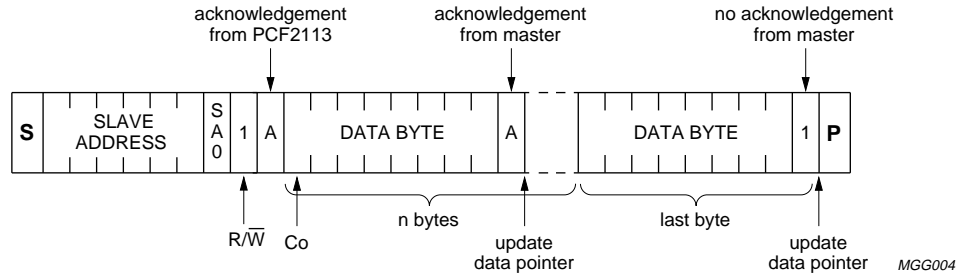 acknowledgement
from PCF2113
acknowledgement
from master
no acknowledgement
from master
S
SLAVE
ADDRESS
S
A
0
1
A
DATA BYTE
A
DATA BYTE
1
P
n bytes
last byte
R/W̅
Co
update
data pointer
update
data pointer
MGG004